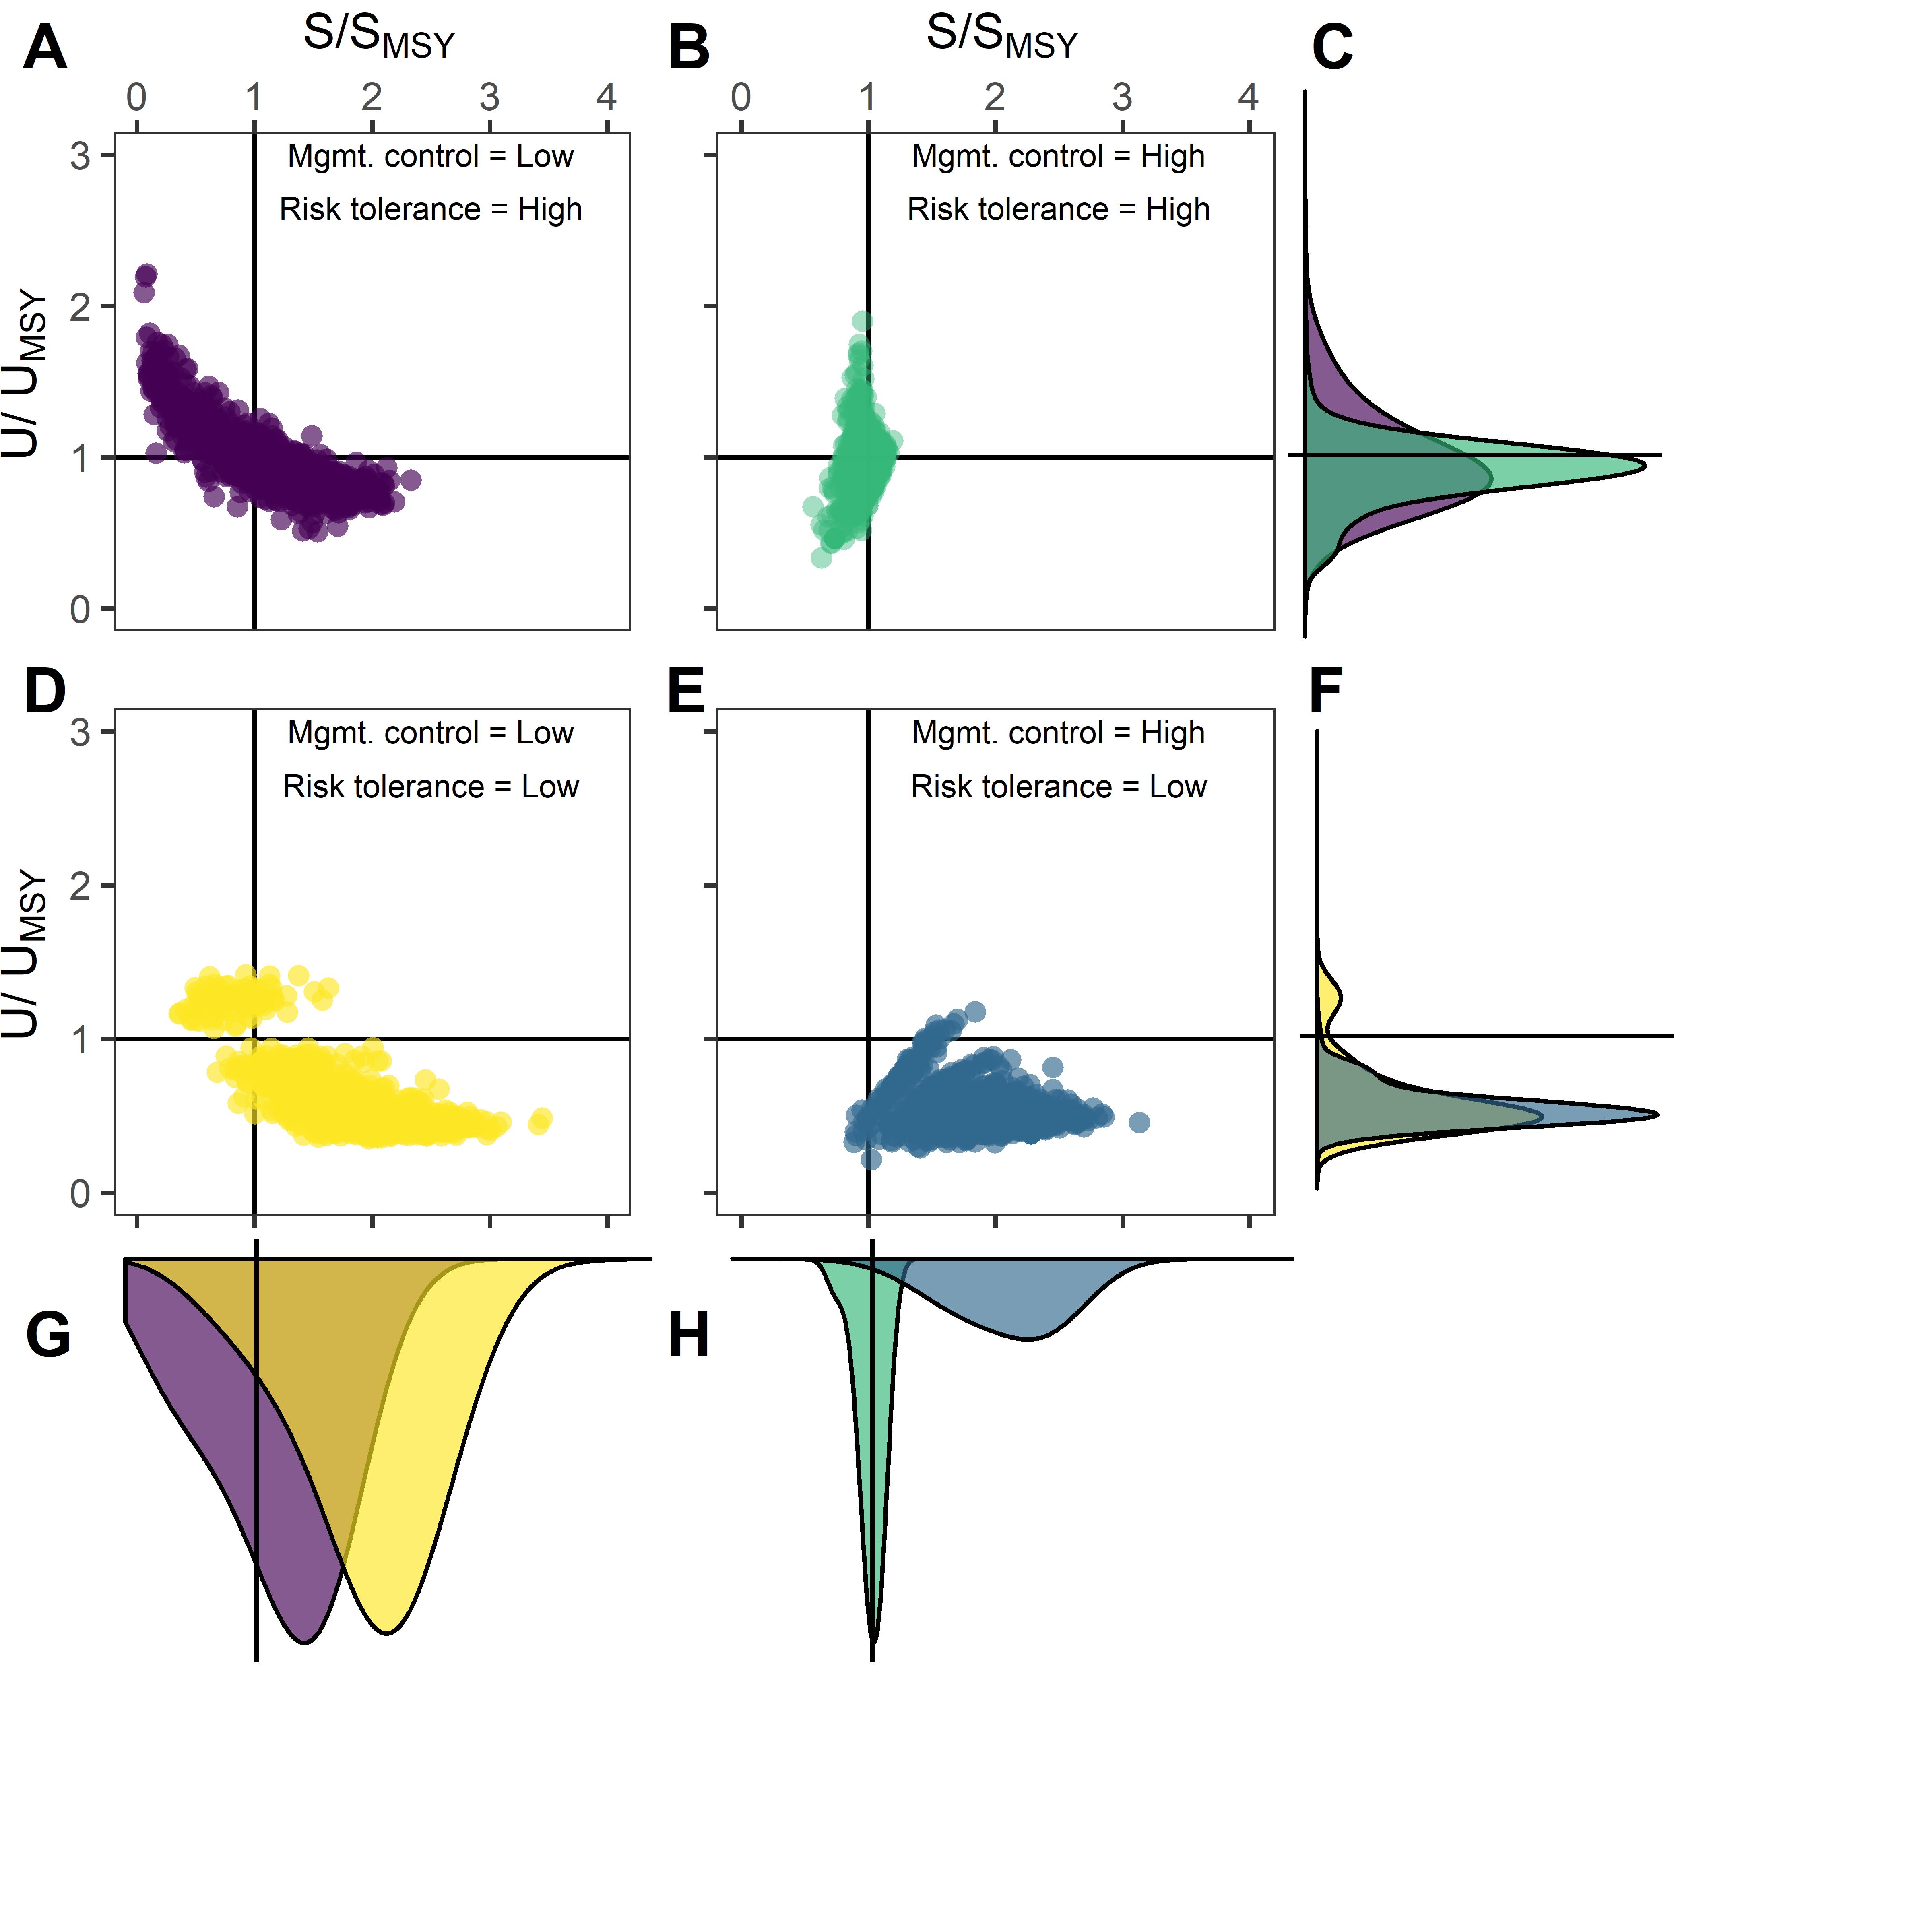 A
S/SMSY
B
S/SMSY
C
0 1 2 3 4
0 1 2 3 4
Mgmt. control = Low
Risk tolerance = High
Mgmt. control = High
Risk tolerance = High
3
2
1
0
U/ UMSY
D
E
F
Mgmt. control = Low
Risk tolerance = Low
Mgmt. control = High
Risk tolerance = Low
3
2
1
0
U/ UMSY
G
H